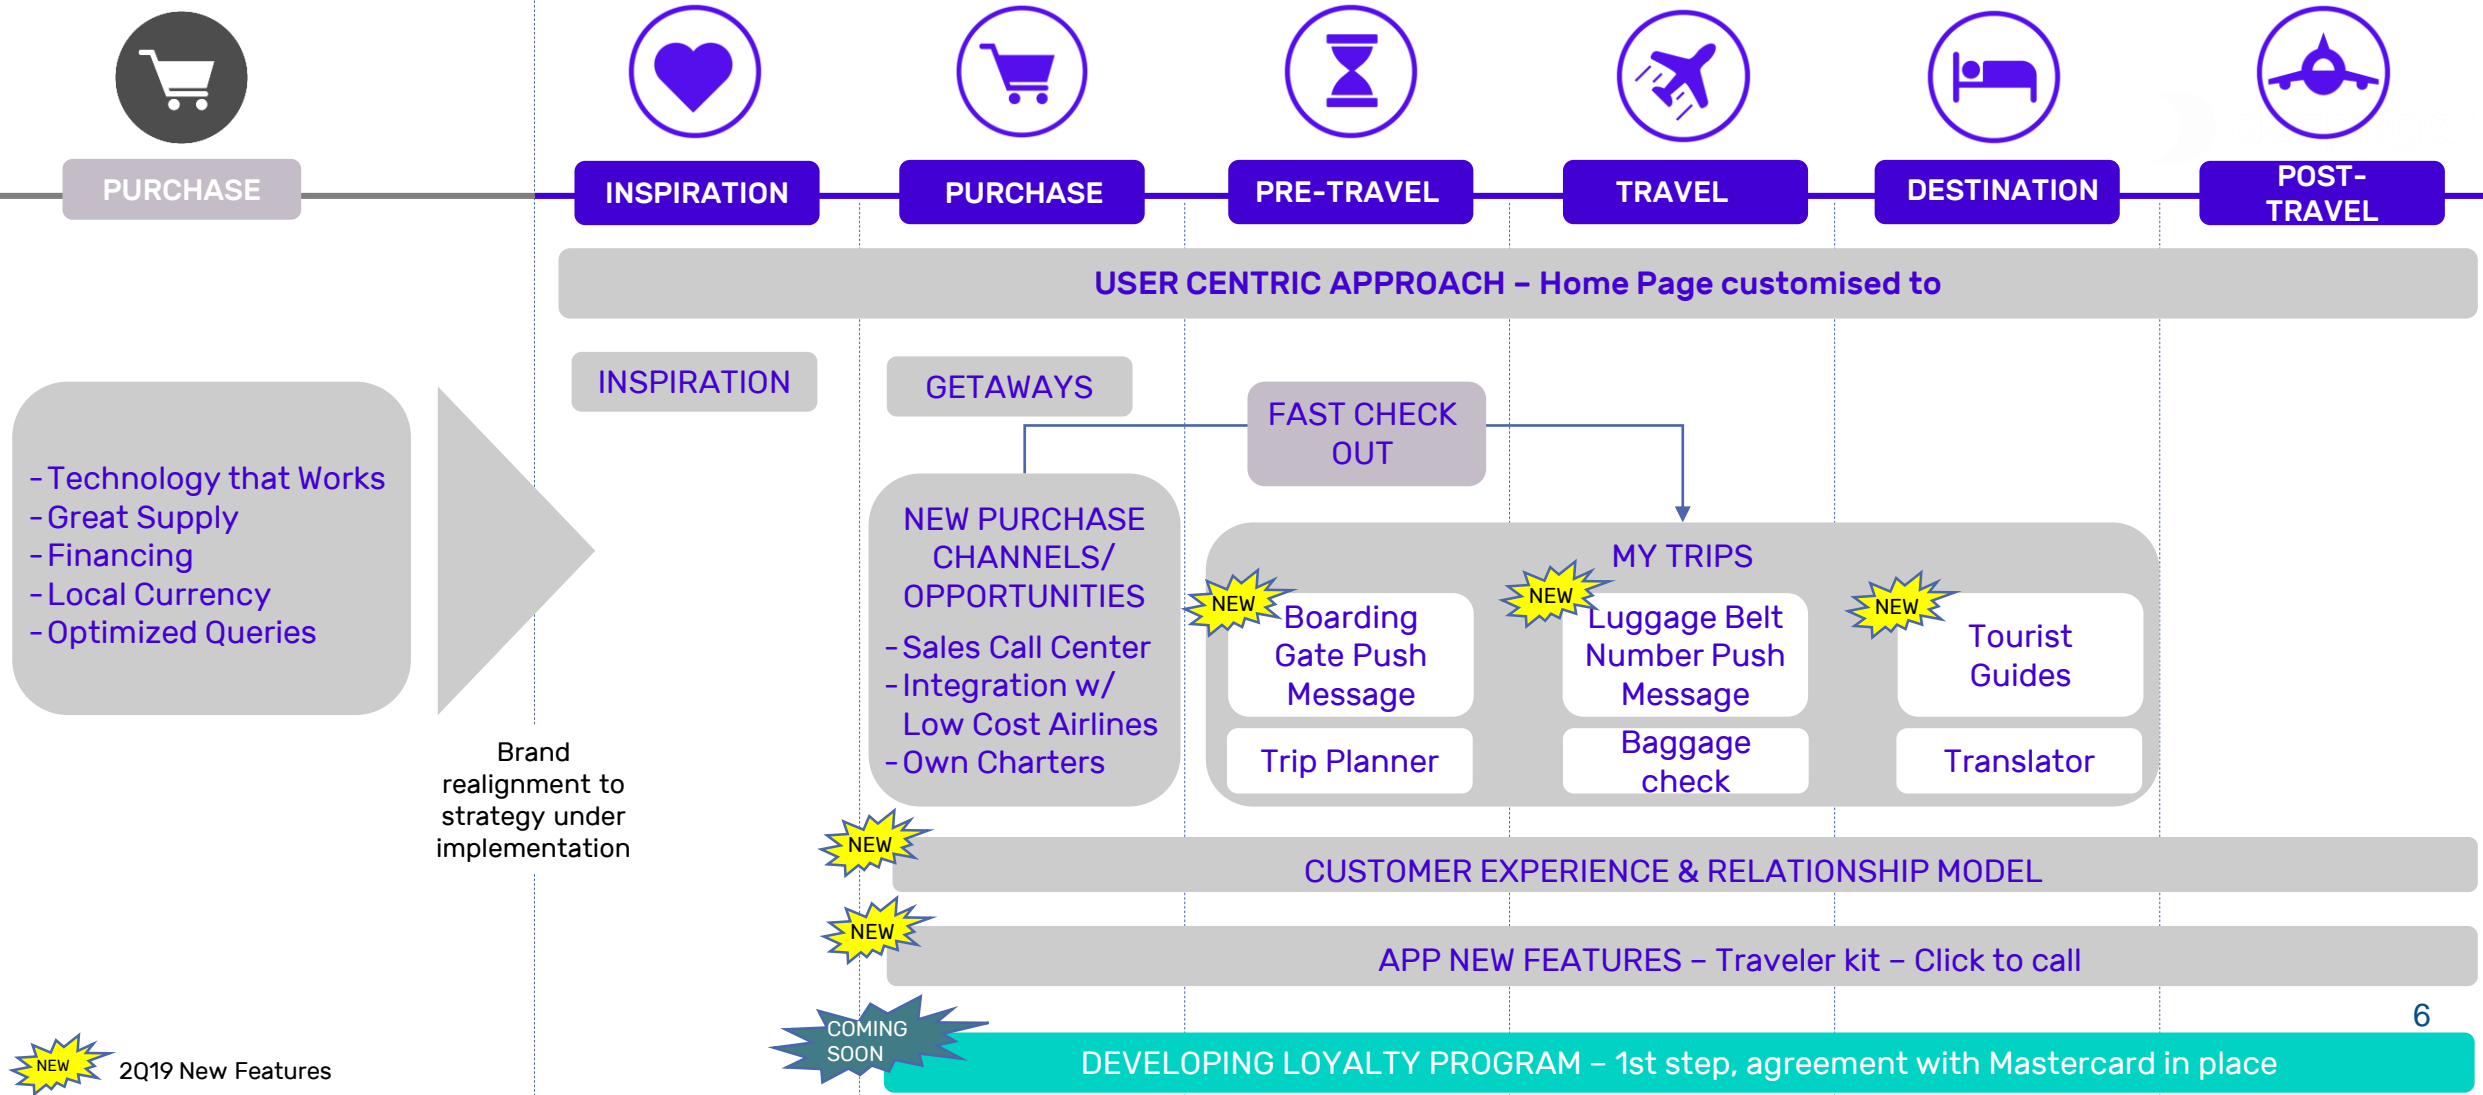 PURCHASE
INSPIRATION
PURCHASE
PRE-TRAVEL
TRAVEL
DESTINATION
POST-
TRAVEL
USER CENTRIC APPROACH – Home Page customised to
INSPIRATION
GETAWAYS
FAST CHECK
OUT
-Technology that Works
-Great Supply
-Financing
-Local Currency
-Optimized Queries
Brand
realignment to
strategy under
implementation
NEW PURCHASE
CHANNELS/
OPPORTUNITIES
-Sales Call Center
-Integration w/
Low Cost Airlines
-Own Charters
MY TRIPS
NEW
Boarding
Gate Push
Message
NEW
Luggage Belt
Number Push
Message
NEW
Tourist
Guides
Trip Planner
Baggage
check
Translator
NEW
CUSTOMER EXPERIENCE & RELATIONSHIP MODEL
NEW
APP NEW FEATURES – Traveler kit – Click to call
6
COMING
SOON
DEVELOPING LOYALTY PROGRAM – 1st step, agreement with Mastercard in place
NEW
2Q19 New Features